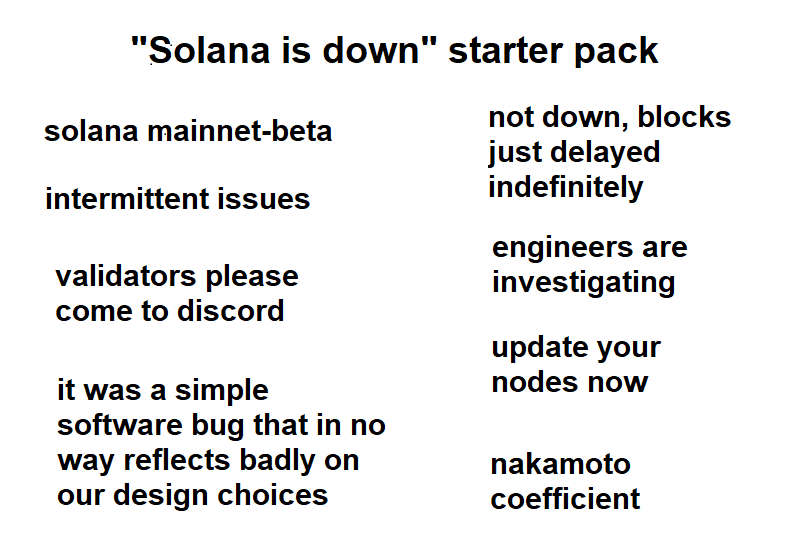 "Solana is down" starter pack
solana mainnet-beta
intermittent issues
validators please
come to discord
it was a simple
software bug that in no
way reflects badly on
our design choices
not down, blocks
just delayed
indefinitely
engineers are
investigating
update your
nodes now
nakamoto
coefficient